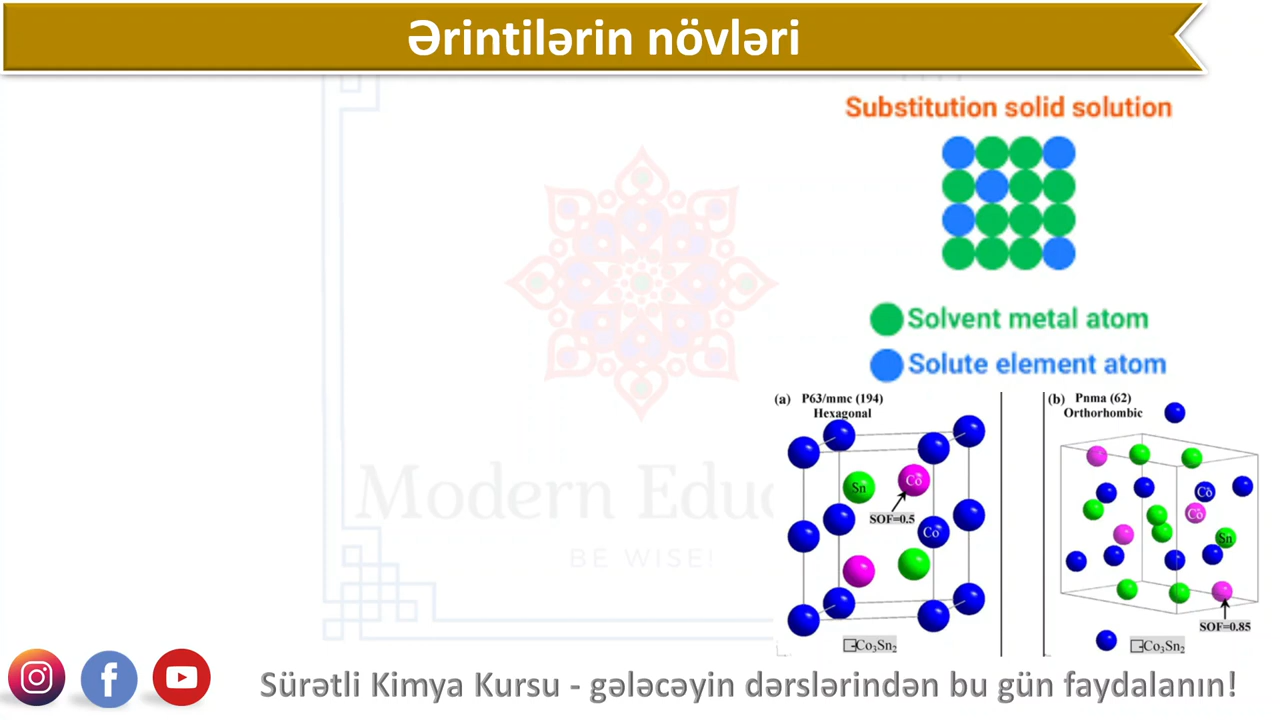 Ərintilərin növləri
Substitution solid solution
Solvent metal atom
Solute element atom
(a) P63/mmc (194)
Hexagonal
Sn
Co
SOF=0.5
Co
Co₃Sn₂
(b) Pnma (62)
Orthorhombic
Co
Co
Sn
SOF=0.85
Co₃Sn₂
BE WISE!
Sürətli Kimya Kursu - gələcəyin dərslərindən bu gün faydalanın!